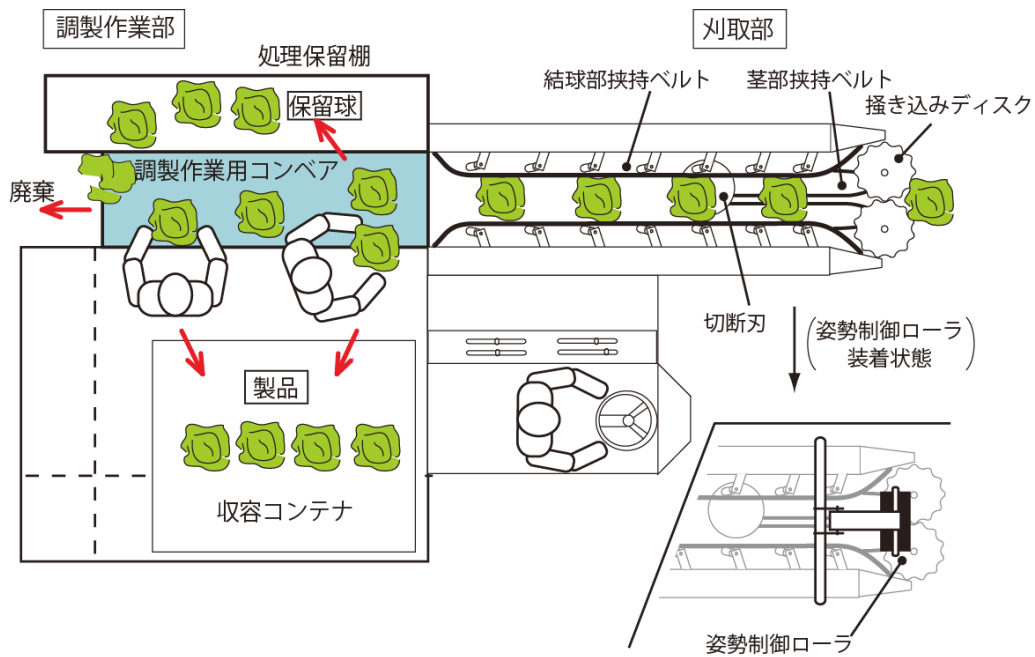 調製作業部
刈取部
処理保留棚
結球部挟持ベルト
茎部挟持ベルト
掻き込みディスク
保留球
調製作業用コンベア
廃棄
切断刃
(姿勢制御ローラ
装着状態)
製品
収容コンテナ
姿勢制御ローラ